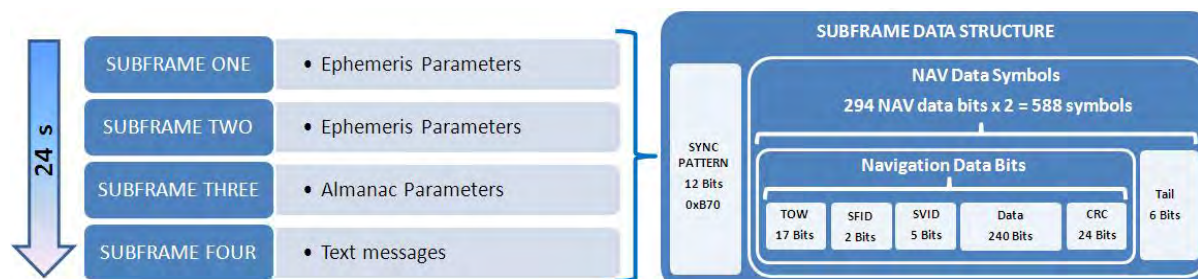 24 s
SUBFRAME ONE
• Ephemeris Parameters
SUBFRAME TWO
• Ephemeris Parameters
SUBFRAME THREE
• Almanac Parameters
SUBFRAME FOUR
• Text messages
SUBFRAME DATA STRUCTURE
SYNC
PATTERN
12 Bits
0xB70
NAV Data Symbols
294 NAV data bits x 2 = 588 symbols
Navigation Data Bits
TOW
17 Bits
SFID
2 Bits
SVID
5 Bits
Data
240 Bits
CRC
24 Bits
Tail
6 Bits